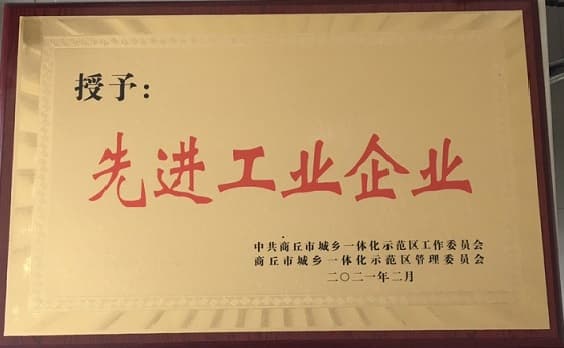 授予：
先进工业企业
中共商丘市城乡一体化示范区工作委员会
商丘市城乡一体化示范区管理委员会
二〇二一年二月